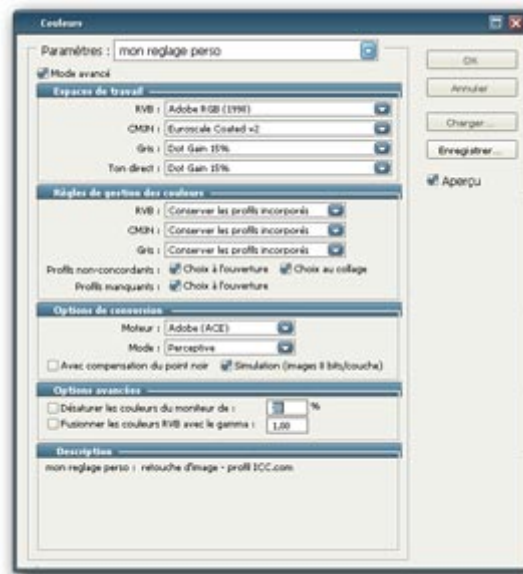 Couleurs
Paramètres : mon reglage perso
OK
Mode avancé
Annuler
Espaces de travail
RVB : Adobe RGB (1998)
Charger...
CMJN : Euroscale Coated v2
Gris : Dot Gain 15%
Enregistrer...
Ton direct : Dot Gain 15%
Aperçu
Règles de gestion des couleurs
RVB : Conserver les profils incorporés
CMJN : Conserver les profils incorporés
Gris : Conserver les profils incorporés
Profils non-concordants : Choix à l'ouverture Choix au collage
Profils manquants : Choix à l'ouverture
Options de conversion
Moteur : Adobe (ACE)
Mode : Perceptive
Avec compensation du point noir Simulation (images 8 bits/couche)
Options avancées
Désaturer les couleurs du moniteur de : %
Fusionner les couleurs RVB avec le gamma : 1,00
Description
mon reglage perso : retouche d'image - profil ICC.com